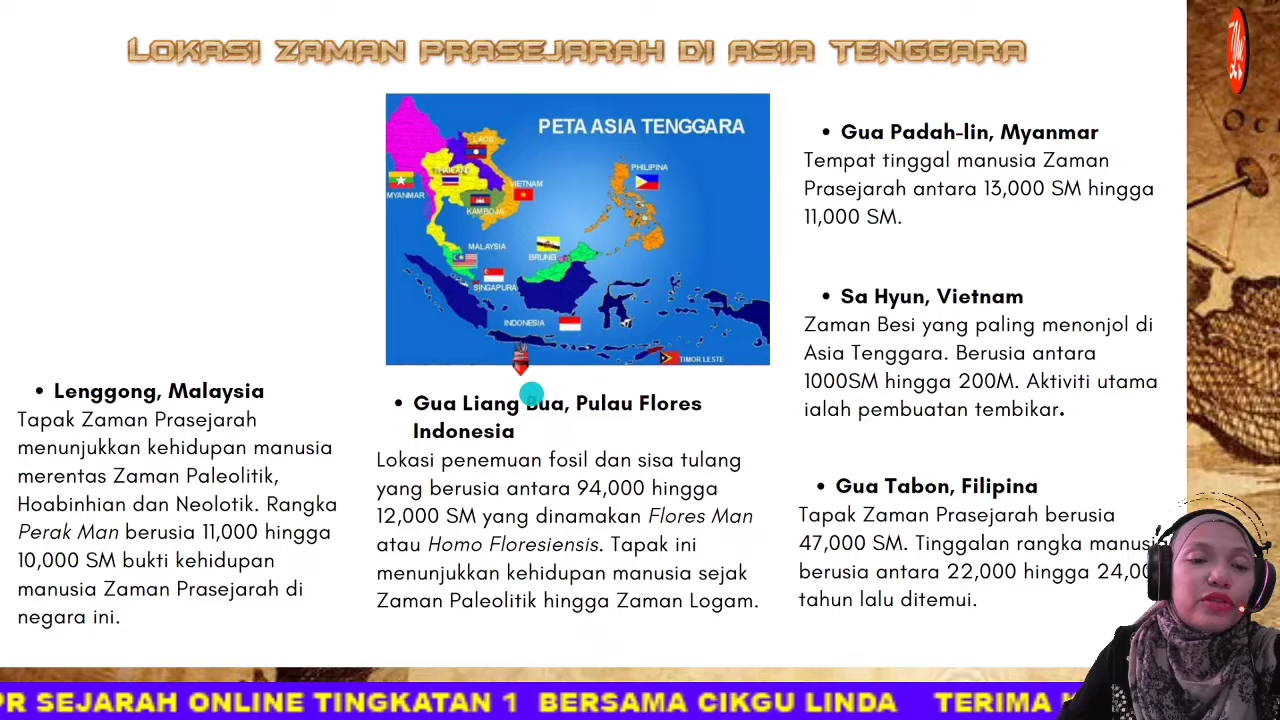 LOKASI ZAMAN PRASEJARAH DI ASIA TENGGARA
PETA ASIA TENGGARA
LAOS
THAILAND
MYANMAR
VIETNAM
KAMBOJA
PHILIPINA
MALAYSIA
BRUNEI
SINGAPURA
INDONESIA
TIMOR LESTE
• Lenggong, Malaysia
Tapak Zaman Prasejarah
menunjukkan kehidupan manusia
merentas Zaman Paleolitik,
Hoabinhian dan Neolotik. Rangka
Perak Man berusia 11,000 hingga
10,000 SM bukti kehidupan
manusia Zaman Prasejarah di
negara ini.
• Gua Liang Bua, Pulau Flores
Indonesia
Lokasi penemuan fosil dan sisa tulang
yang berusia antara 94,000 hingga
12,000 SM yang dinamakan Flores Man
atau Homo Floresiensis. Tapak ini
menunjukkan kehidupan manusia sejak
Zaman Paleolitik hingga Zaman Logam.
• Gua Padah-lin, Myanmar
Tempat tinggal manusia Zaman
Prasejarah antara 13,000 SM hingga
11,000 SM.
• Sa Hyun, Vietnam
Zaman Besi yang paling menonjol di
Asia Tenggara. Berusia antara
1000SM hingga 200M. Aktiviti utama
ialah pembuatan tembikar.
• Gua Tabon, Filipina
Tapak Zaman Prasejarah berusia
47,000 SM. Tinggalan rangka manusia
berusia antara 22,000 hingga 24,00
tahun lalu ditemui.
PR SEJARAH ONLINE TINGKATAN 1 BERSAMA CIKGU LINDA TERIMA K